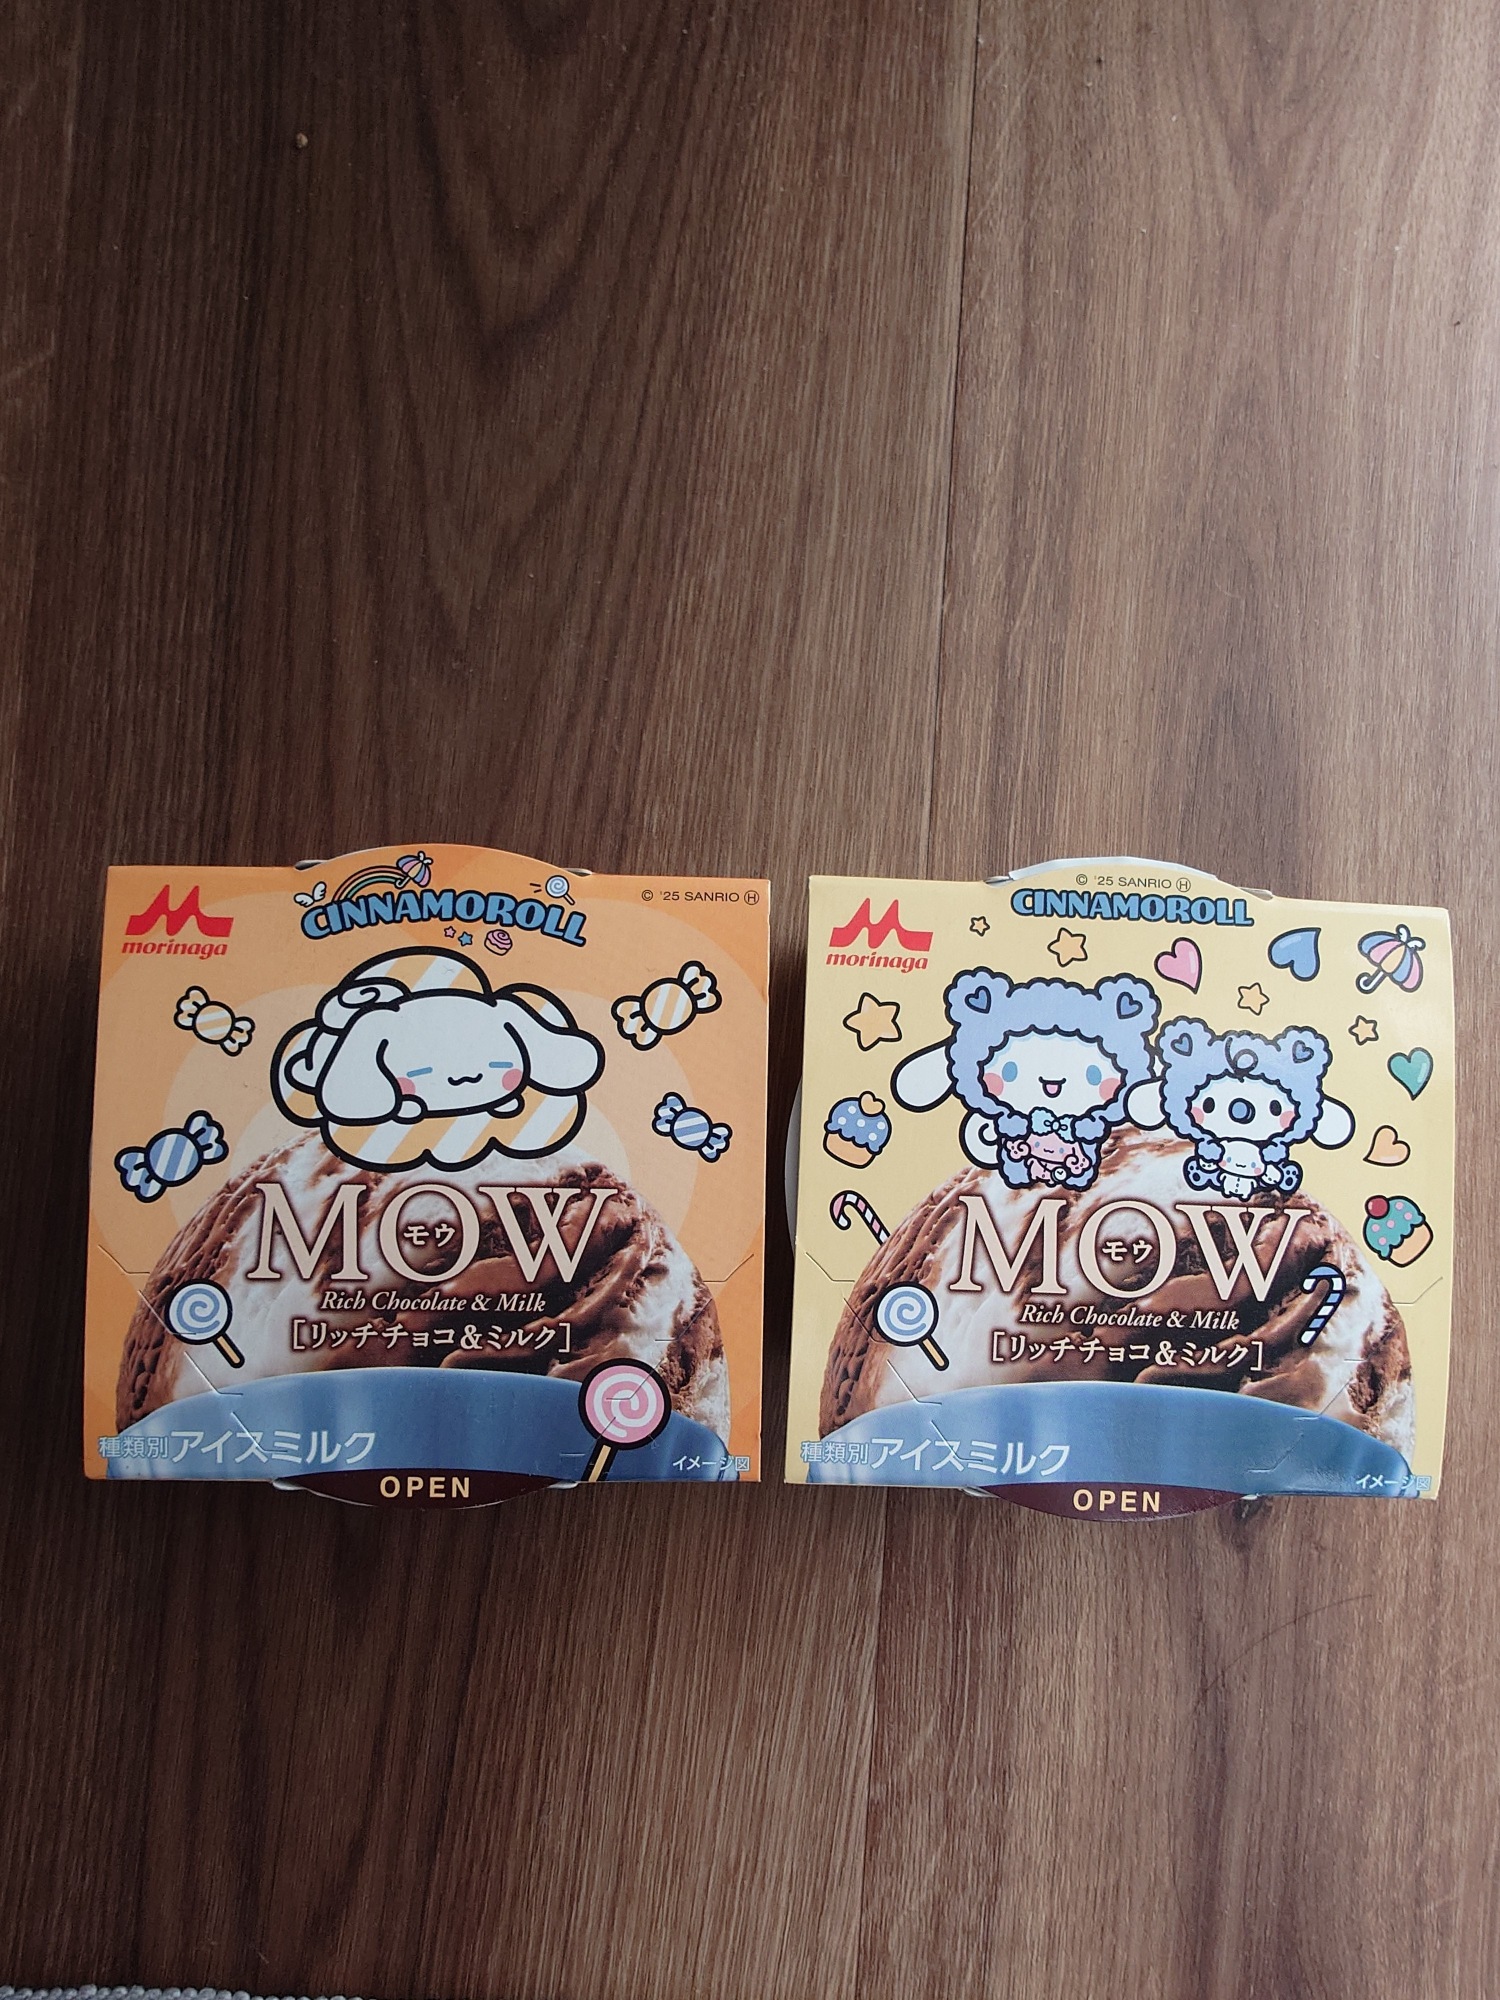 morinaga
CINNAMOROLL
© '25 SANRIO Ⓗ
MOW
モウ
Rich Chocolate & Milk
[リッチチョコ&ミルク]
種類別アイスミルク
イメージ図
OPEN
© '25 SANRIO Ⓗ
CINNAMOROLL
morinaga
MOW
モウ
Rich Chocolate & Milk
[リッチチョコ&ミルク]
種類別アイスミルク
イメージ図
OPEN